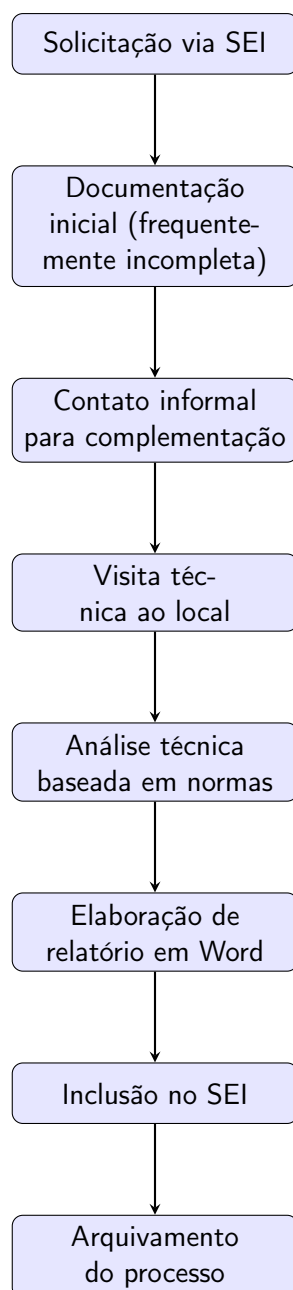 Solicitação via SEI
Documentação
inicial (frequente-
mente incompleta)
Contato informal
para complementação
Visita téc-
nica ao local
Análise técnica
baseada em normas
Elaboração de
relatório em Word
Inclusão no SEI
Arquivamento
do processo